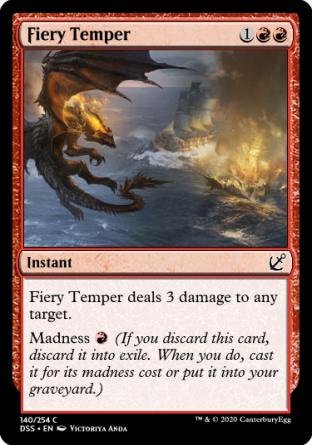 Fiery Temper 1
Instant
Fiery Temper deals 3 damage to any
target.
Madness (If you discard this card,
discard it into exile. When you do, cast
it for its madness cost or put it into your
graveyard.)
140/254 C ™ & © 2020 CanterburyEgg
DSS • EN VICTORIYA ANDA